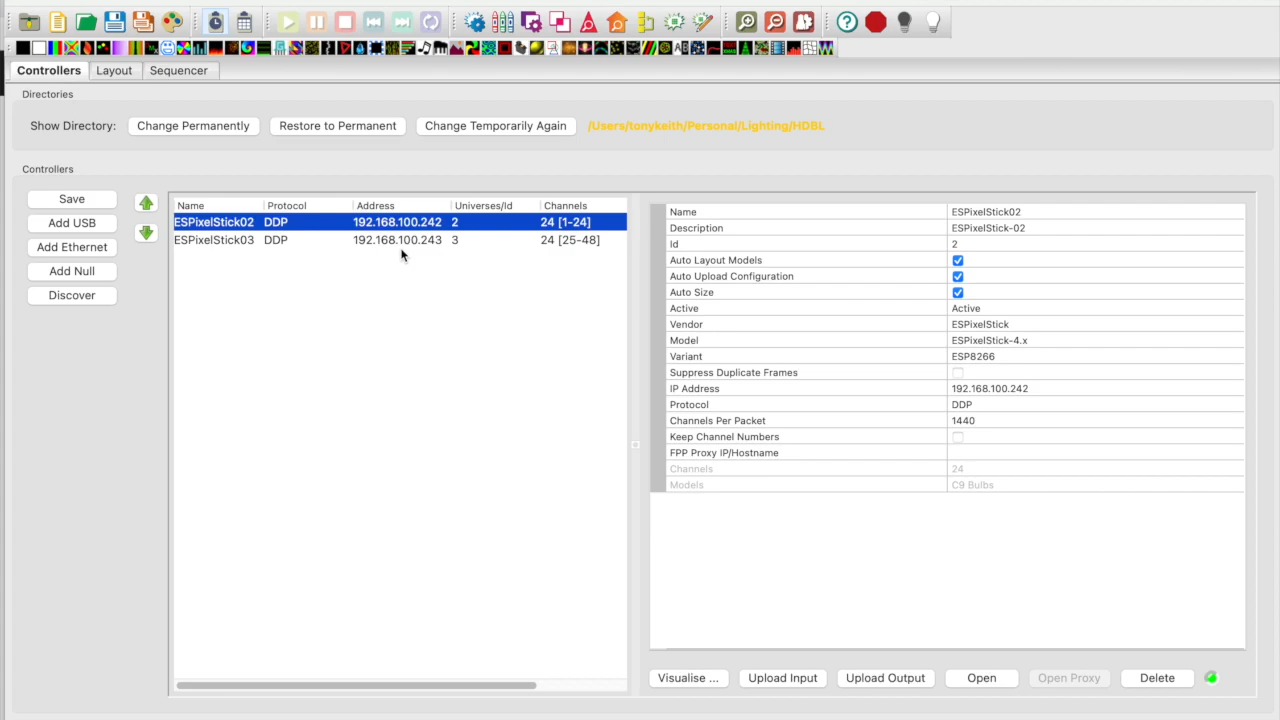 Controllers Layout Sequencer
Directories
Show Directory: Change Permanently Restore to Permanent Change Temporarily Again /Users/tonykeith/Personal/Lighting/HDBL
Controllers
Save
Add USB
Add Ethernet
Add Null
Discover
Name Protocol Address Universes/Id Channels
ESPixelStick02 DDP 192.168.100.242 2 24 [1-24]
ESPixelStick03 DDP 192.168.100.243 3 24 [25-48]
Name ESPixelStick02
Description ESPixelStick-02
Id 2
Auto Layout Models
Auto Upload Configuration
Auto Size
Active Active
Vendor ESPixelStick
Model ESPixelStick-4.x
Variant ESP8266
Suppress Duplicate Frames
IP Address 192.168.100.242
Protocol DDP
Channels Per Packet 1440
Keep Channel Numbers
FPP Proxy IP/Hostname
Channels 24
Models C9 Bulbs
Visualise ... Upload Input Upload Output Open Open Proxy Delete